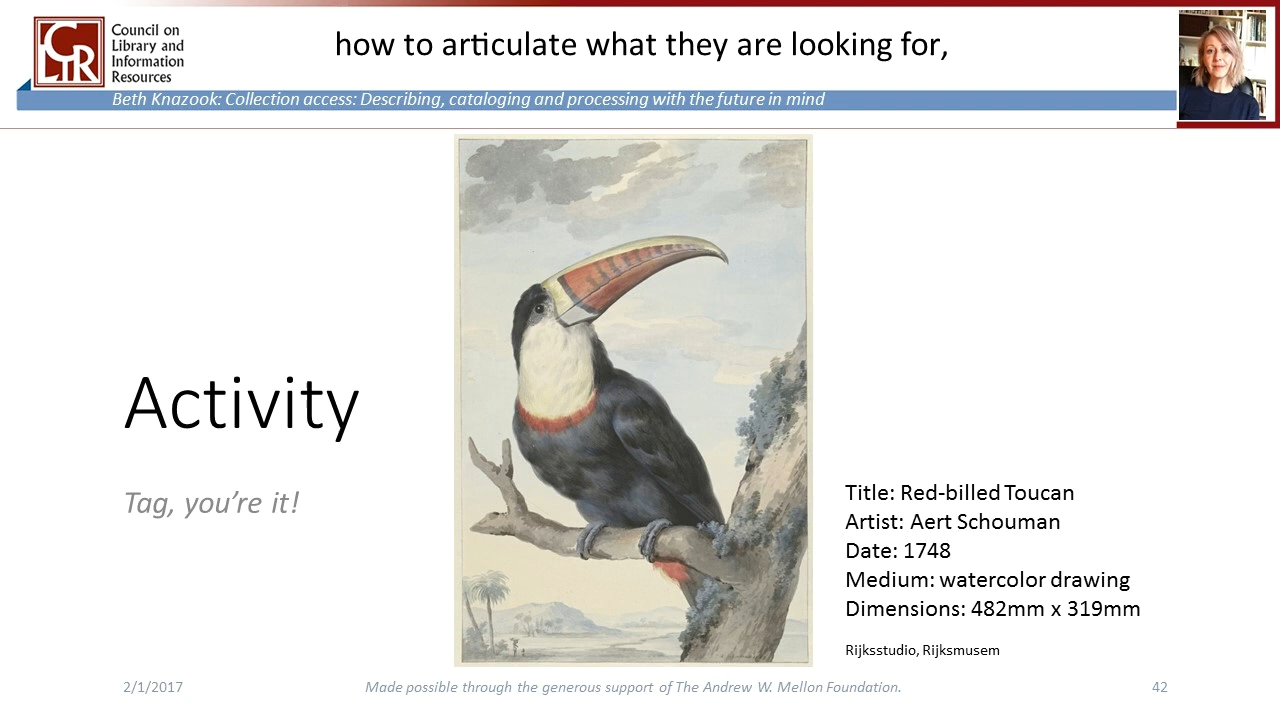 CLIR
Council on
Library and
Information
Resources
how to articulate what they are looking for,
Beth Knazook: Collection access: Describing, cataloging and processing with the future in mind
Activity
Tag, you're it!
Title: Red-billed Toucan
Artist: Aert Schouman
Date: 1748
Medium: watercolor drawing
Dimensions: 482mm x 319mm
Rijksstudio, Rijksmusem
2/1/2017
Made possible through the generous support of The Andrew W. Mellon Foundation.
42